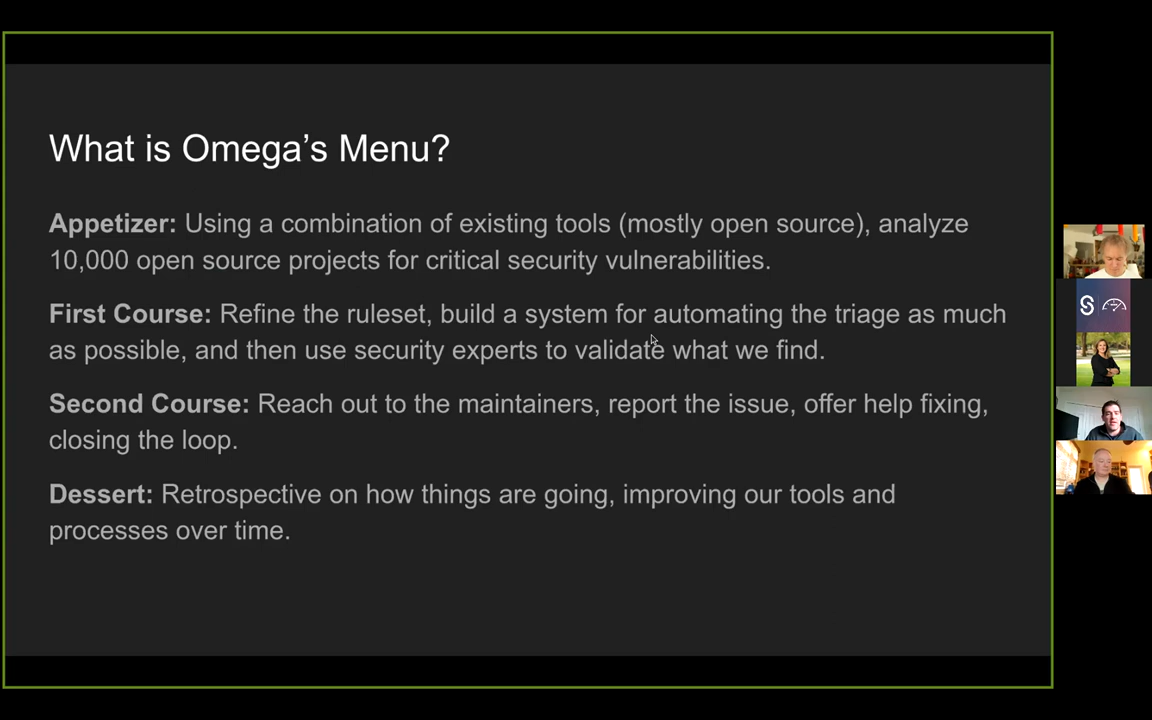 What is Omega's Menu?
Appetizer: Using a combination of existing tools (mostly open source), analyze
10,000 open source projects for critical security vulnerabilities.
First Course: Refine the ruleset, build a system for automating the triage as much
as possible, and then use security experts to validate what we find.
Second Course: Reach out to the maintainers, report the issue, offer help fixing,
closing the loop.
Dessert: Retrospective on how things are going, improving our tools and
processes over time.